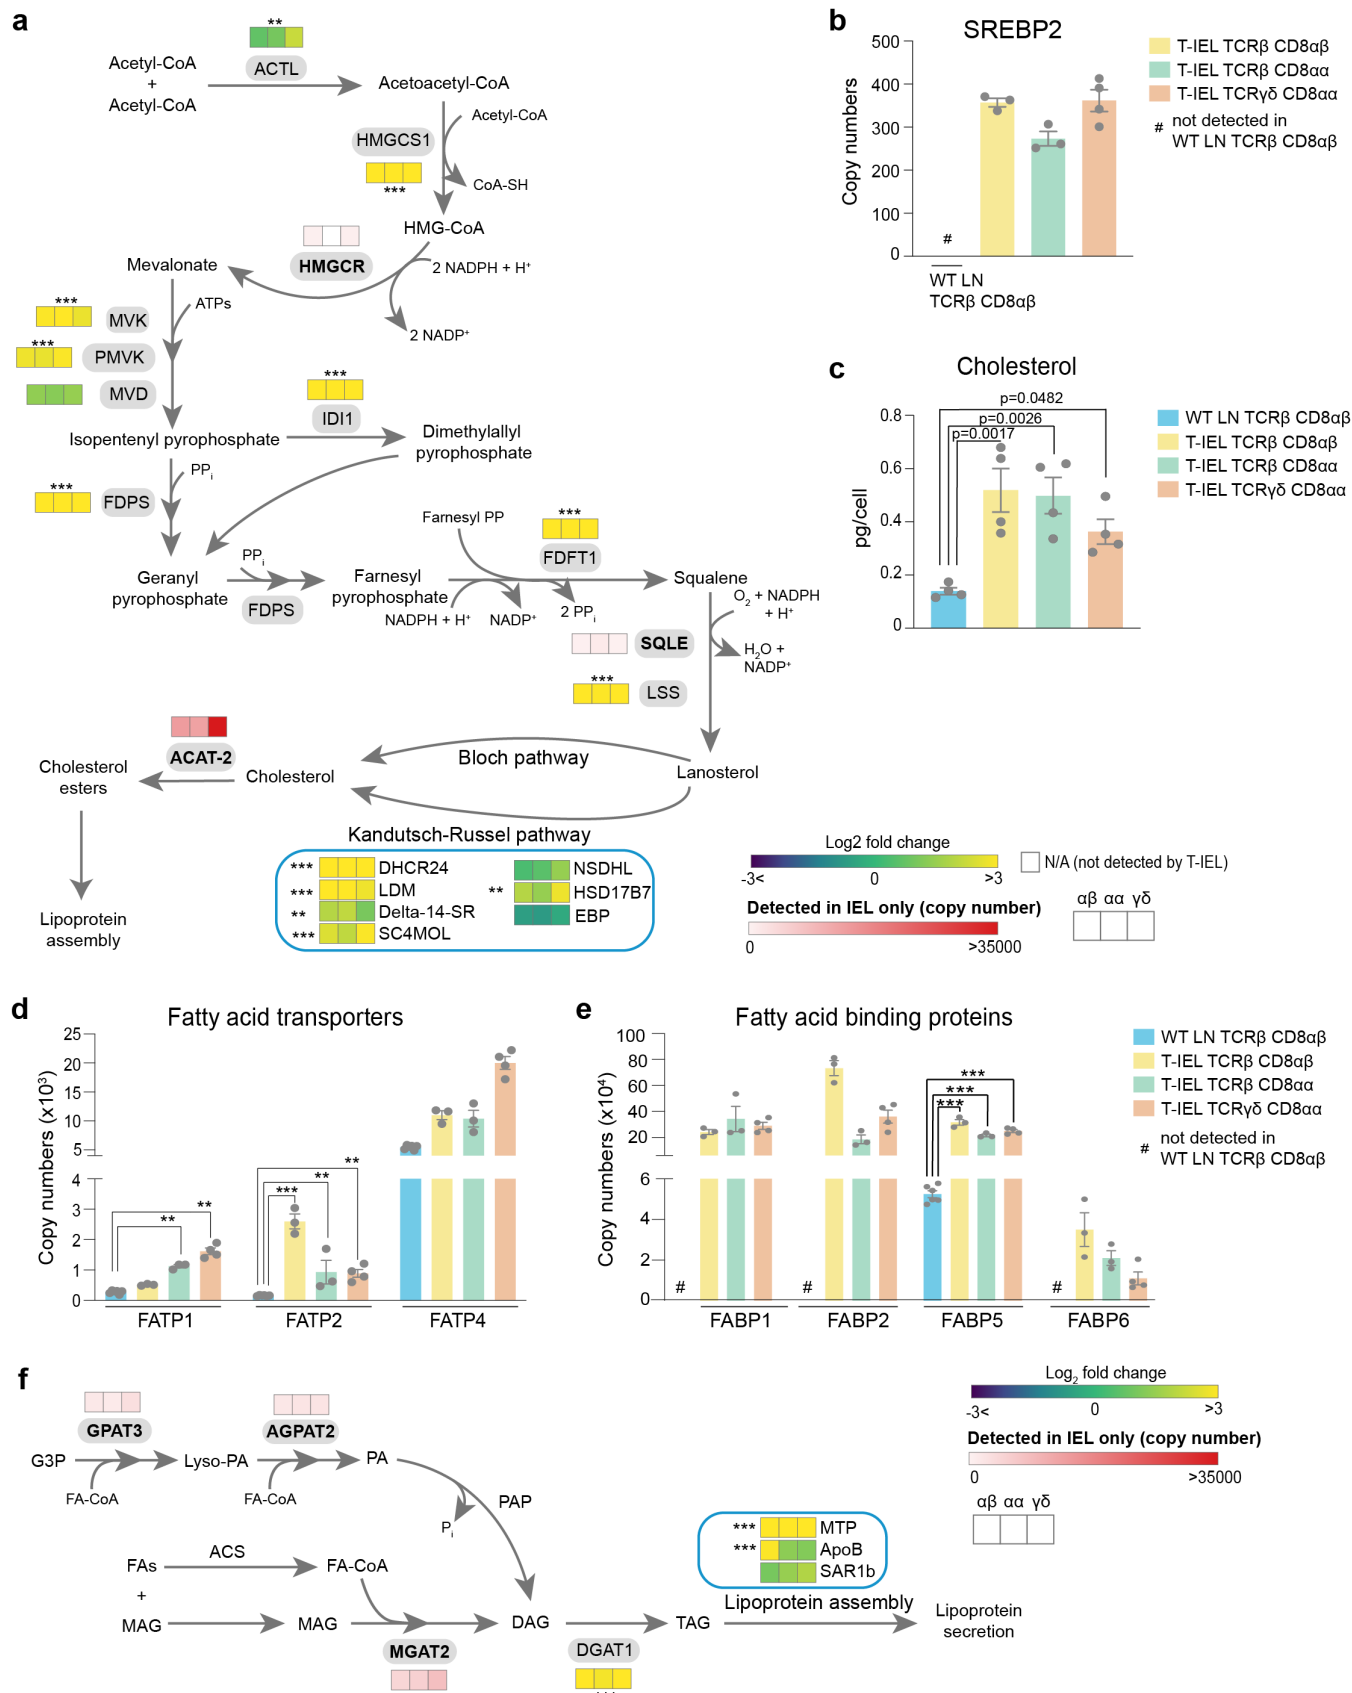 a
**
ACTL
Acetyl-CoA
+
Acetyl-CoA
Acetoacetyl-CoA
Acetyl-CoA
HMGCS1
***
CoA-SH
HMG-CoA
HMGCR
2 NADPH + H⁺
2 NADP⁺
Mevalonate
ATPs
***
MVK
***
PMVK
MVD
***
IDI1
Isopentenyl pyrophosphate
Dimethylallyl
pyrophosphate
PPi
***
FDPS
Geranyl
pyrophosphate
PPi
FDPS
Farnesyl
pyrophosphate
Farnesyl PP
***
FDFT1
NADPH + H⁺
NADP⁺
2 PPi
Squalene
O₂ + NADPH
+ H⁺
SQLE
H₂O +
NADP⁺
***
LSS
Lanosterol
Bloch pathway
Kandutsch-Russel pathway
Cholesterol
ACAT-2
Cholesterol
esters
Lipoprotein
assembly
*** DHCR24
*** LDM
** Delta-14-SR
*** SC4MOL
NSDHL
** HSD17B7
EBP
Log2 fold change
-3<
0
>3
N/A (not detected by T-IEL)
Detected in IEL only (copy number)
0
>35000
αβ αα γδ
b
SREBP2
Copy numbers
500
400
300
200
100
0
#
WT LN
TCRβ CD8αβ
T-IEL TCRβ CD8αβ
T-IEL TCRβ CD8αα
T-IEL TCRγδ CD8αα
# not detected in
WT LN TCRβ CD8αβ
c
Cholesterol
pg/cell
0.8
0.6
0.4
0.2
0
p=0.0482
p=0.0026
p=0.0017
WT LN TCRβ CD8αβ
T-IEL TCRβ CD8αβ
T-IEL TCRβ CD8αα
T-IEL TCRγδ CD8αα
d
Fatty acid transporters
Copy numbers (x10³)
25
20
15
10
5
4
3
2
1
0
**
**
***
**
**
FATP1
FATP2
FATP4
e
Fatty acid binding proteins
Copy numbers (x10⁴)
100
80
60
40
20
6
4
2
0
#
#
***
***
***
#
FABP1
FABP2
FABP5
FABP6
WT LN TCRβ CD8αβ
T-IEL TCRβ CD8αβ
T-IEL TCRβ CD8αα
T-IEL TCRγδ CD8αα
# not detected in
WT LN TCRβ CD8αβ
f
GPAT3
AGPAT2
G3P
Lyso-PA
PA
FA-CoA
FA-CoA
PAP
Pi
FAs
ACS
FA-CoA
+
MAG
MAG
DAG
TAG
MGAT2
DGAT1
*** MTP
*** ApoB
SAR1b
Lipoprotein assembly
Lipoprotein
secretion
Log₂ fold change
-3<
0
>3
Detected in IEL only (copy number)
0
>35000
αβ αα γδ